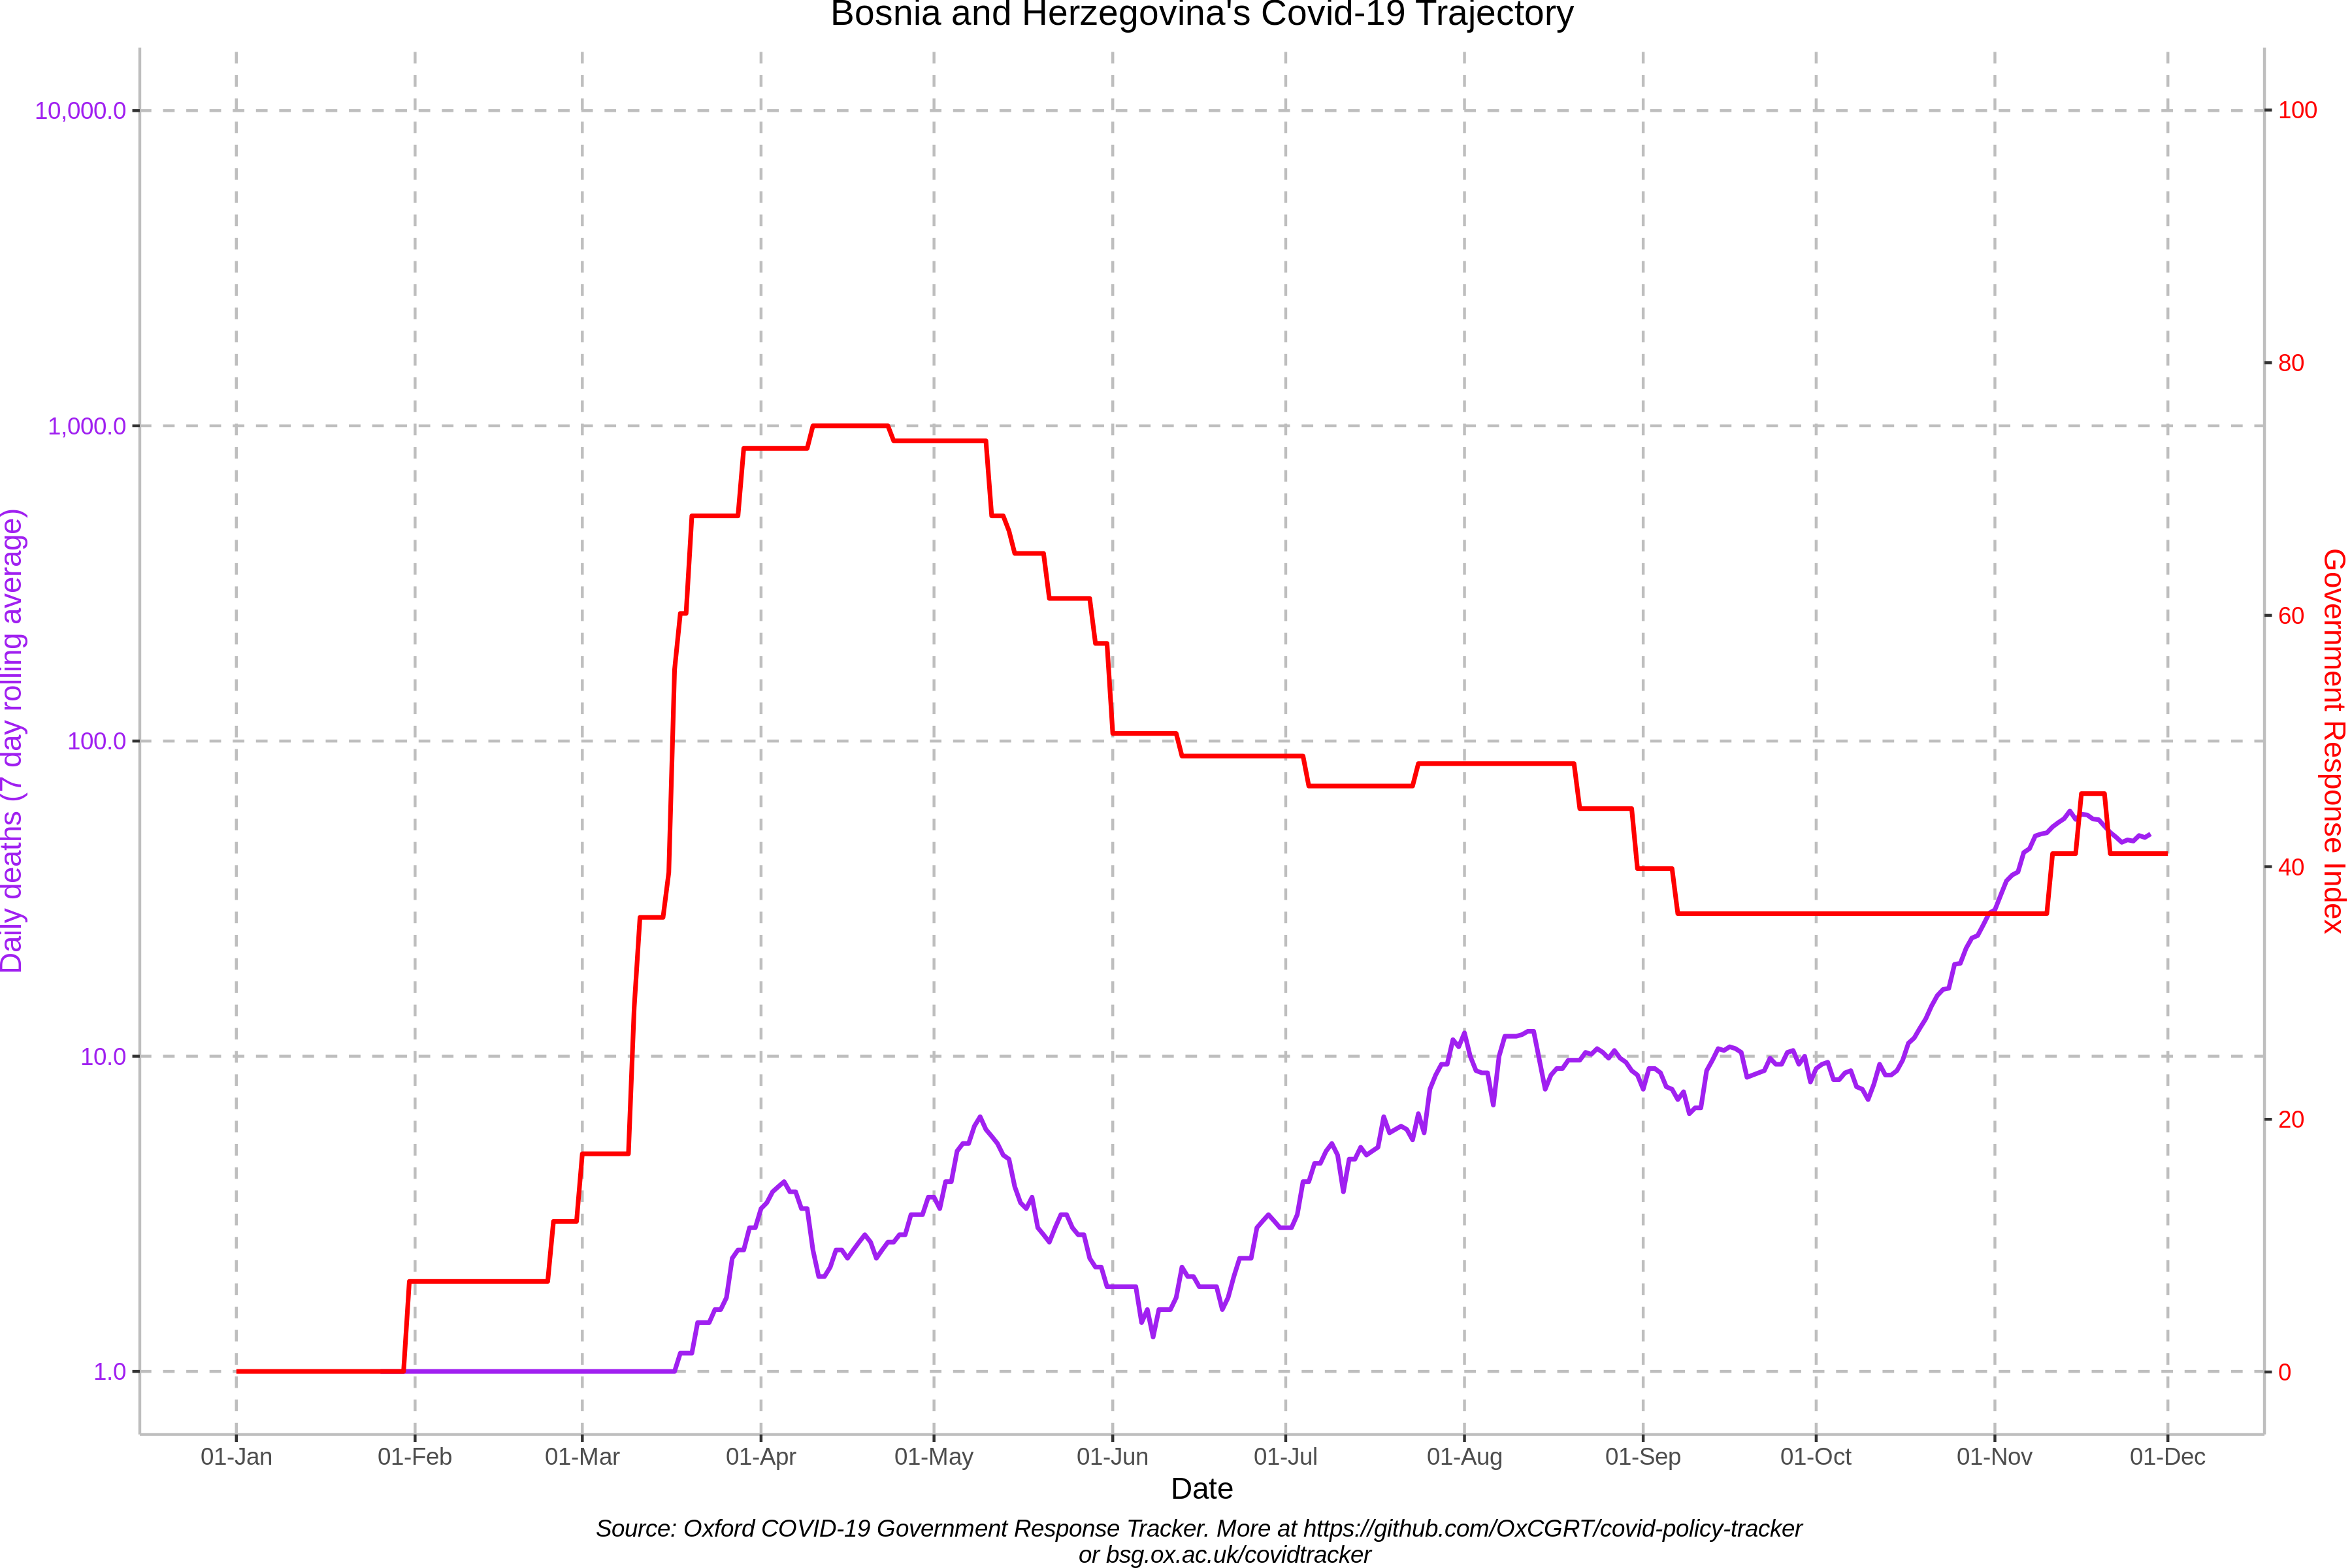 Bosnia and Herzegovina's Covid-19 Trajectory
10,000.0
1,000.0
100.0
10.0
1.0
Daily deaths (7 day rolling average)
100
80
60
40
20
0
Government Response Index
01-Jan 01-Feb 01-Mar 01-Apr 01-May 01-Jun 01-Jul 01-Aug 01-Sep 01-Oct 01-Nov 01-Dec
Date
Source: Oxford COVID-19 Government Response Tracker. More at https://github.com/OxCGRT/covid-policy-tracker
or bsg.ox.ac.uk/covidtracker